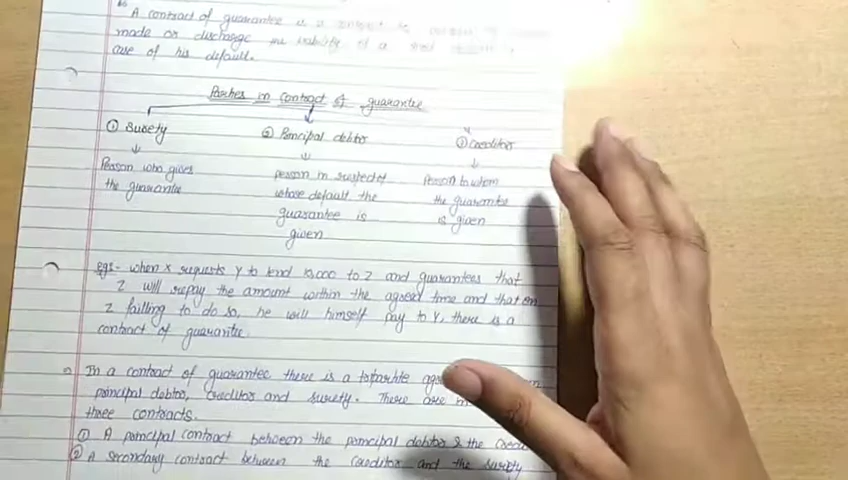 A contract of guarantee is a
made or discharge the liability of a
case of his default.
Parties in contract of guarantee
① Surety ② Principal debtor ③ Creditor
Person who gives the guarantee
person in respect of whose default the guarantee is given
Person to whom the guarantee is given
egs- when X requests Y to lend 10,000 to Z and guarantees that
Z will repay the amount within the agreed time and that on
Z failing to do so, he will himself pay to Y, there is a
contract of guarantee.
In a contract of guarantee there is a
principal debtor, creditor and surety. There are
three contracts.
① A principal contract between the principal debtor & the
② A secondary contract between the creditor and the surety